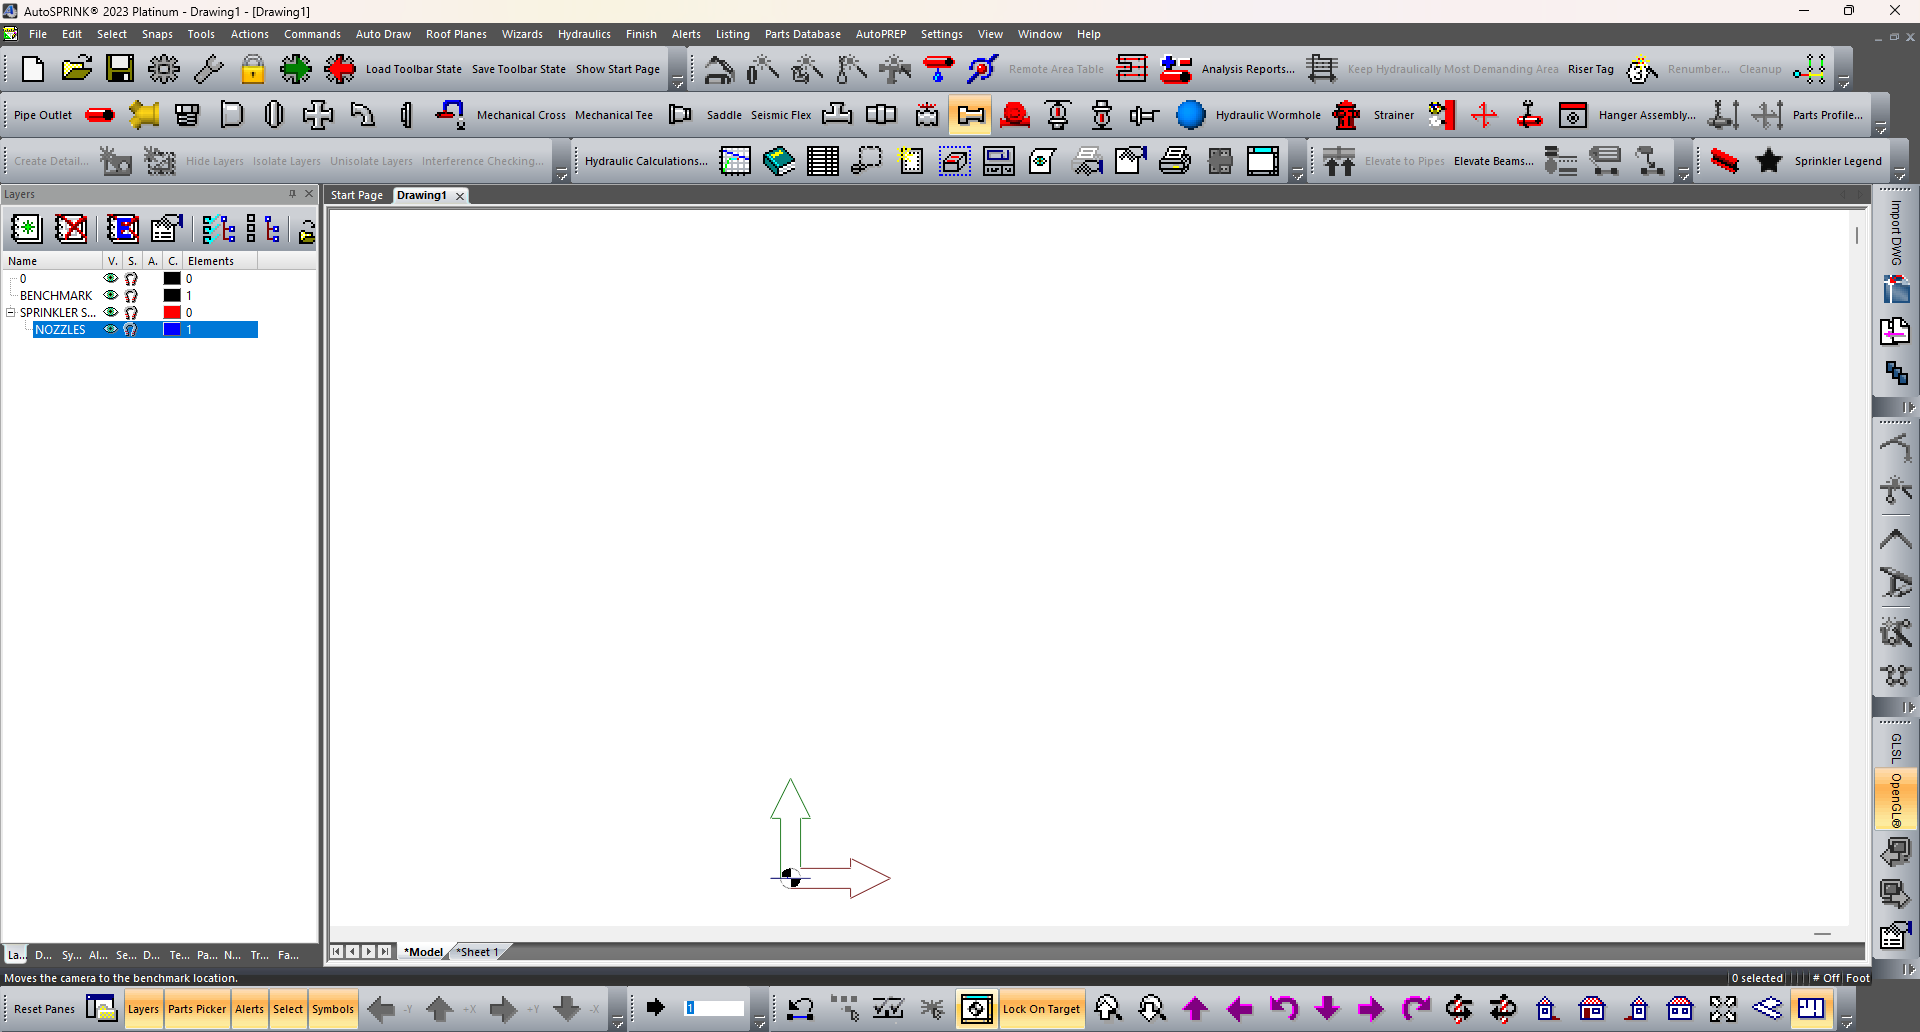 AutoSPRINK® 2023 Platinum - Drawing1 - [Drawing1]
File Edit Select Snaps Tools Actions Commands Auto Draw Roof Planes Wizards Hydraulics Finish Alerts Listing Parts Database AutoPREP Settings View Window Help
Load Toolbar State Save Toolbar State Show Start Page Remote Area Table Analysis Reports... Keep Hydraulically Most Demanding Area Riser Tag Renumber... Cleanup
Pipe Outlet Mechanical Cross Mechanical Tee Saddle Seismic Flex Hydraulic Wormhole Strainer Hanger Assembly... Parts Profile...
Create Detail... Hide Layers Isolate Layers Unisolate Layers Interference Checking... Hydraulic Calculations... Elevate to Pipes Elevate Beams... Sprinkler Legend
Layers
Start Page Drawing1
Import DWG
Name V. S. A. C. Elements
0 0
BENCHMARK 1
SPRINKLER S... 0
NOZZLES 1
GLSL
OpenGL®
La... D... Sy... Al... Se... D... Te... Pa... N... Tr... Fa...
*Model *Sheet 1
Moves the camera to the benchmark location.
0 selected # Off Foot
Reset Panes Layers Parts Picker Alerts Select Symbols -Y +X +Y -X 1 Lock On Target